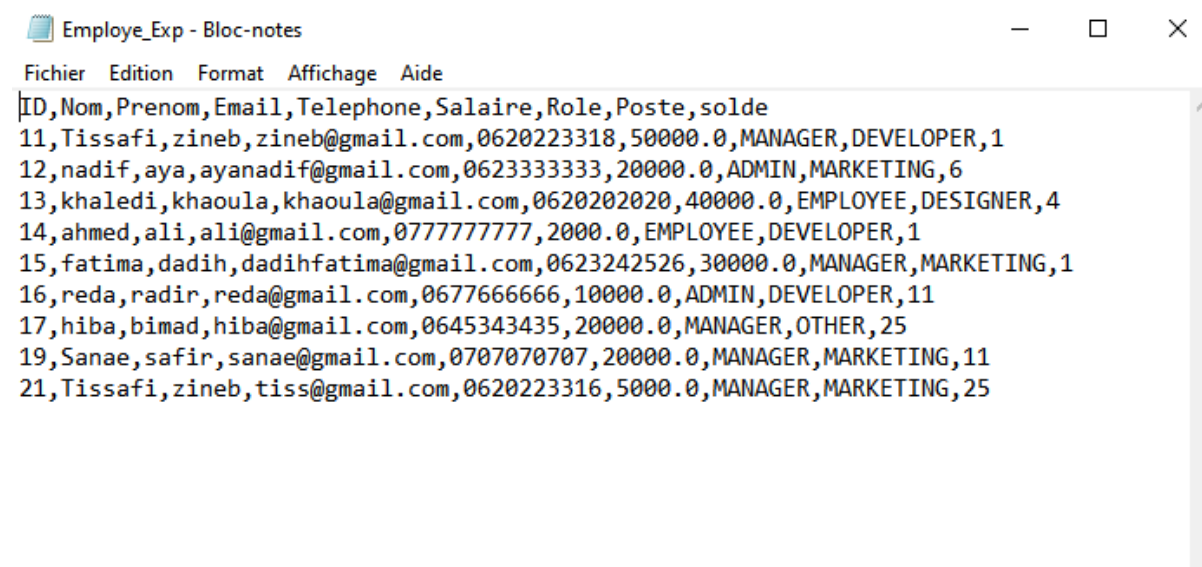 Employe_Exp - Bloc-notes
Fichier Edition Format Affichage Aide
ID,Nom,Prenom,Email,Telephone,Salaire,Role,Poste,solde
11,Tissafi,zineb,zineb@gmail.com,0620223318,50000.0,MANAGER,DEVELOPER,1
12,nadif,aya,ayanadif@gmail.com,0623333333,20000.0,ADMIN,MARKETING,6
13,khaledi,khaoula,khaoula@gmail.com,0620202020,40000.0,EMPLOYEE,DESIGNER,4
14,ahmed,ali,ali@gmail.com,0777777777,2000.0,EMPLOYEE,DEVELOPER,1
15,fatima,dadih,dadihfatima@gmail.com,0623242526,30000.0,MANAGER,MARKETING,1
16,reda,radir,reda@gmail.com,0677666666,10000.0,ADMIN,DEVELOPER,11
17,hiba,bimad,hiba@gmail.com,0645343435,20000.0,MANAGER,OTHER,25
19,Sanae,safir,sanae@gmail.com,0707070707,20000.0,MANAGER,MARKETING,11
21,Tissafi,zineb,tiss@gmail.com,0620223316,5000.0,MANAGER,MARKETING,25